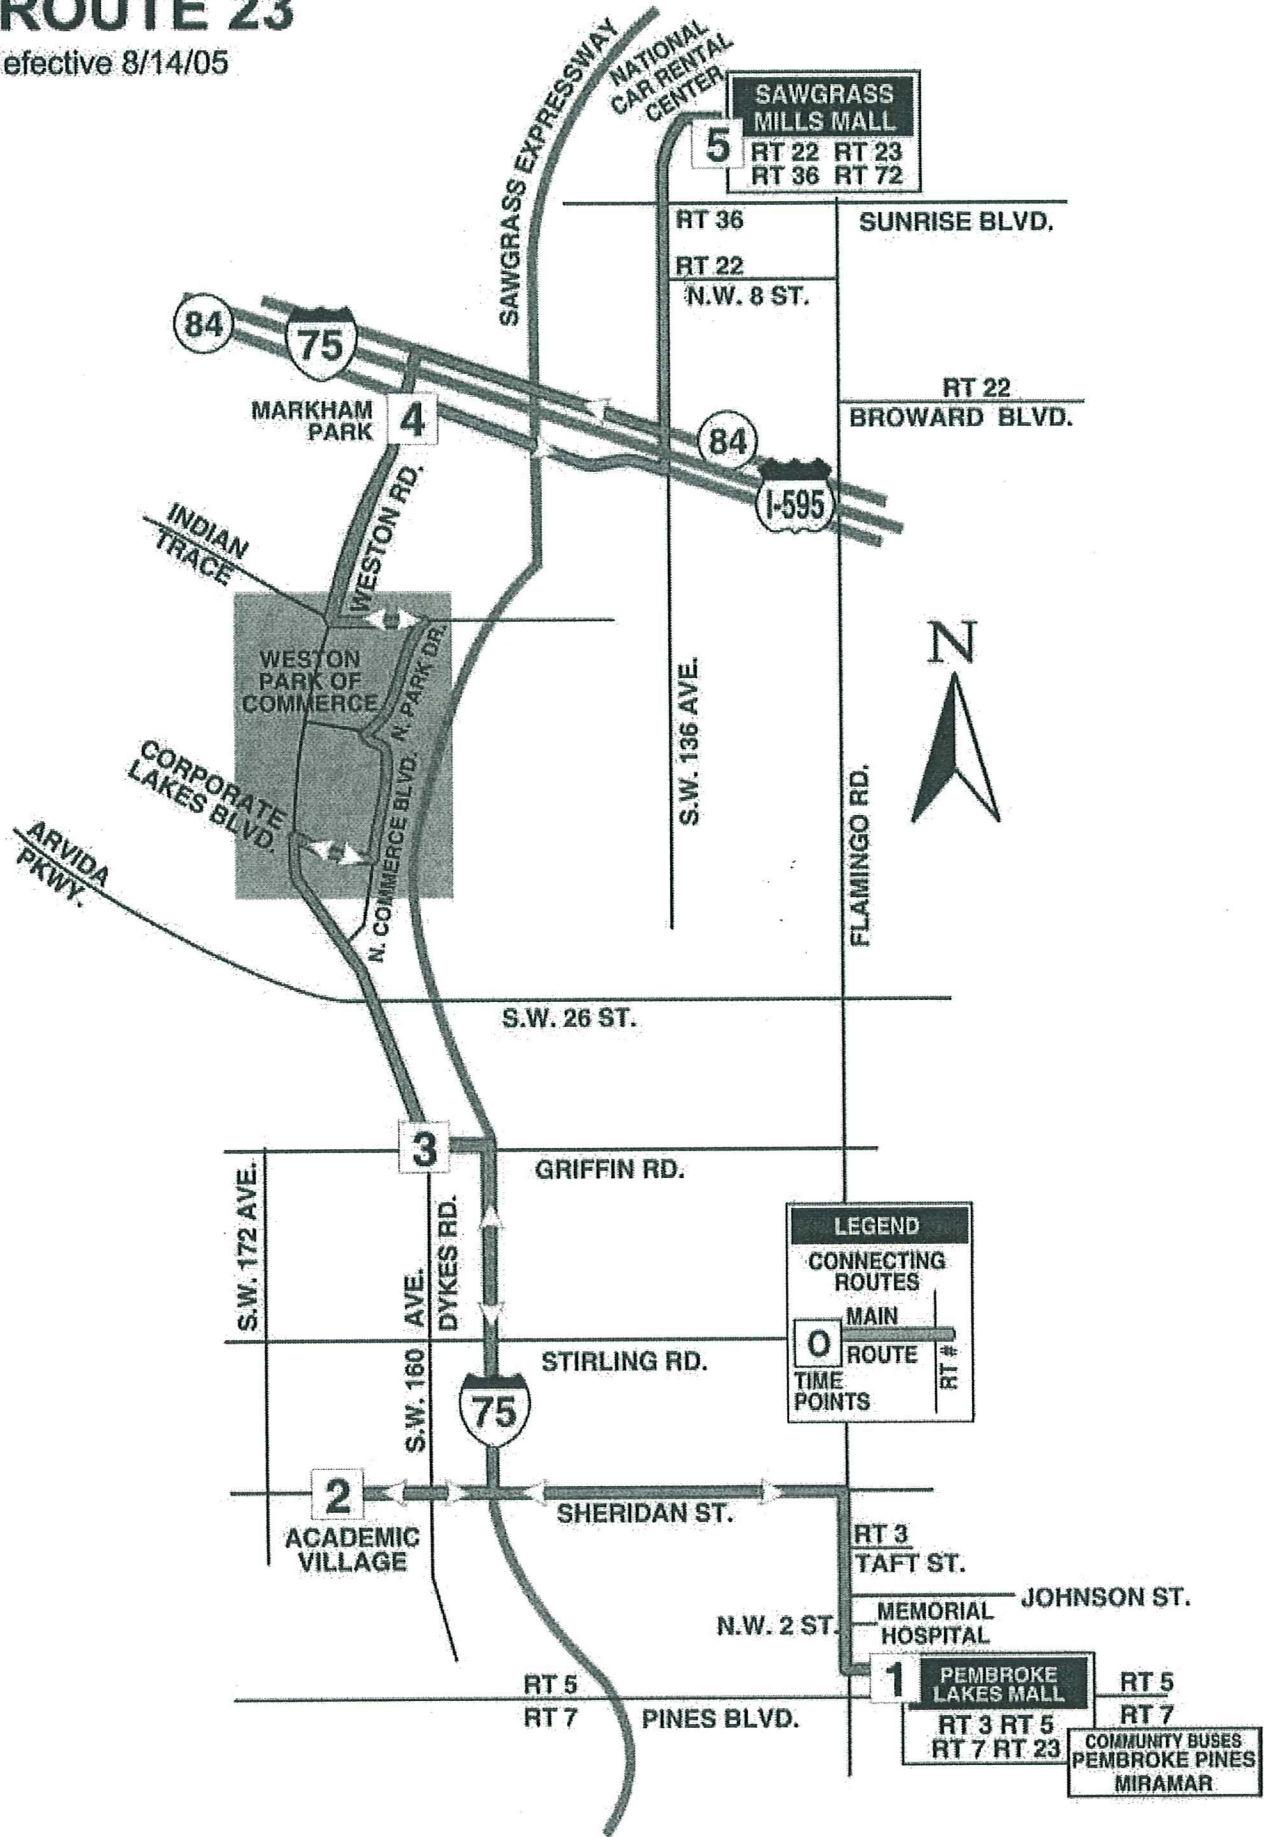 ROUTE 23
efective 8/14/05
SAWGRASS EXPRESSWAY
NATIONAL
CAR RENTAL
CENTER
5
SAWGRASS
MILLS MALL
RT 22 RT 23
RT 36 RT 72
RT 36
SUNRISE BLVD.
RT 22
N.W. 8 ST.
84
75
MARKHAM
PARK
4
RT 22
BROWARD BLVD.
84
I-595
WESTON RD.
INDIAN
TRACE
WESTON
PARK OF
COMMERCE
N. PARK DR.
N
CORPORATE
LAKES BLVD.
N. COMMERCE BLVD.
S.W. 136 AVE.
FLAMINGO RD.
ARVIDA
PKWY.
S.W. 26 ST.
3
GRIFFIN RD.
S.W. 172 AVE.
S.W. 160 AVE.
DYKES RD.
LEGEND
CONNECTING
ROUTES
MAIN
0
ROUTE
RT #
TIME
POINTS
STIRLING RD.
75
2
SHERIDAN ST.
ACADEMIC
VILLAGE
RT 3
TAFT ST.
JOHNSON ST.
N.W. 2 ST.
MEMORIAL
HOSPITAL
1
PEMBROKE
LAKES MALL
RT 5
RT 7
PINES BLVD.
RT 5
RT 7
RT 3 RT 5
RT 7 RT 23
COMMUNITY BUSES
PEMBROKE PINES
MIRAMAR